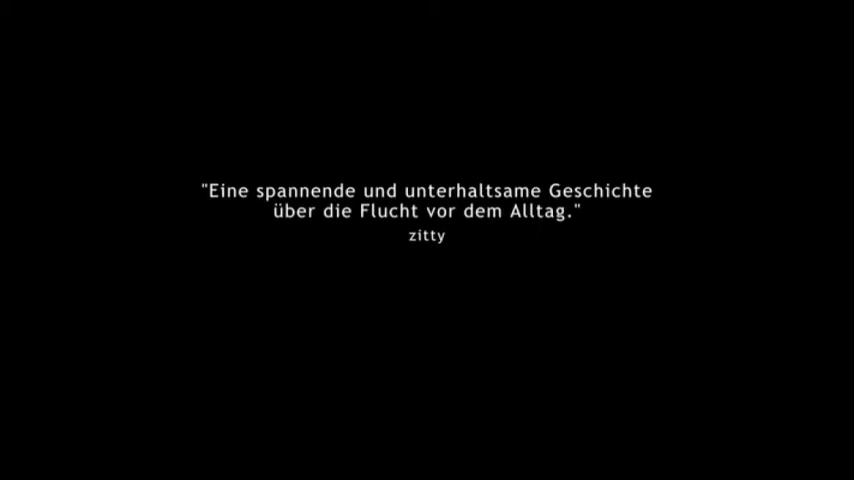 "Eine spannende und unterhaltsame Geschichte
über die Flucht vor dem Alltag."
zitty